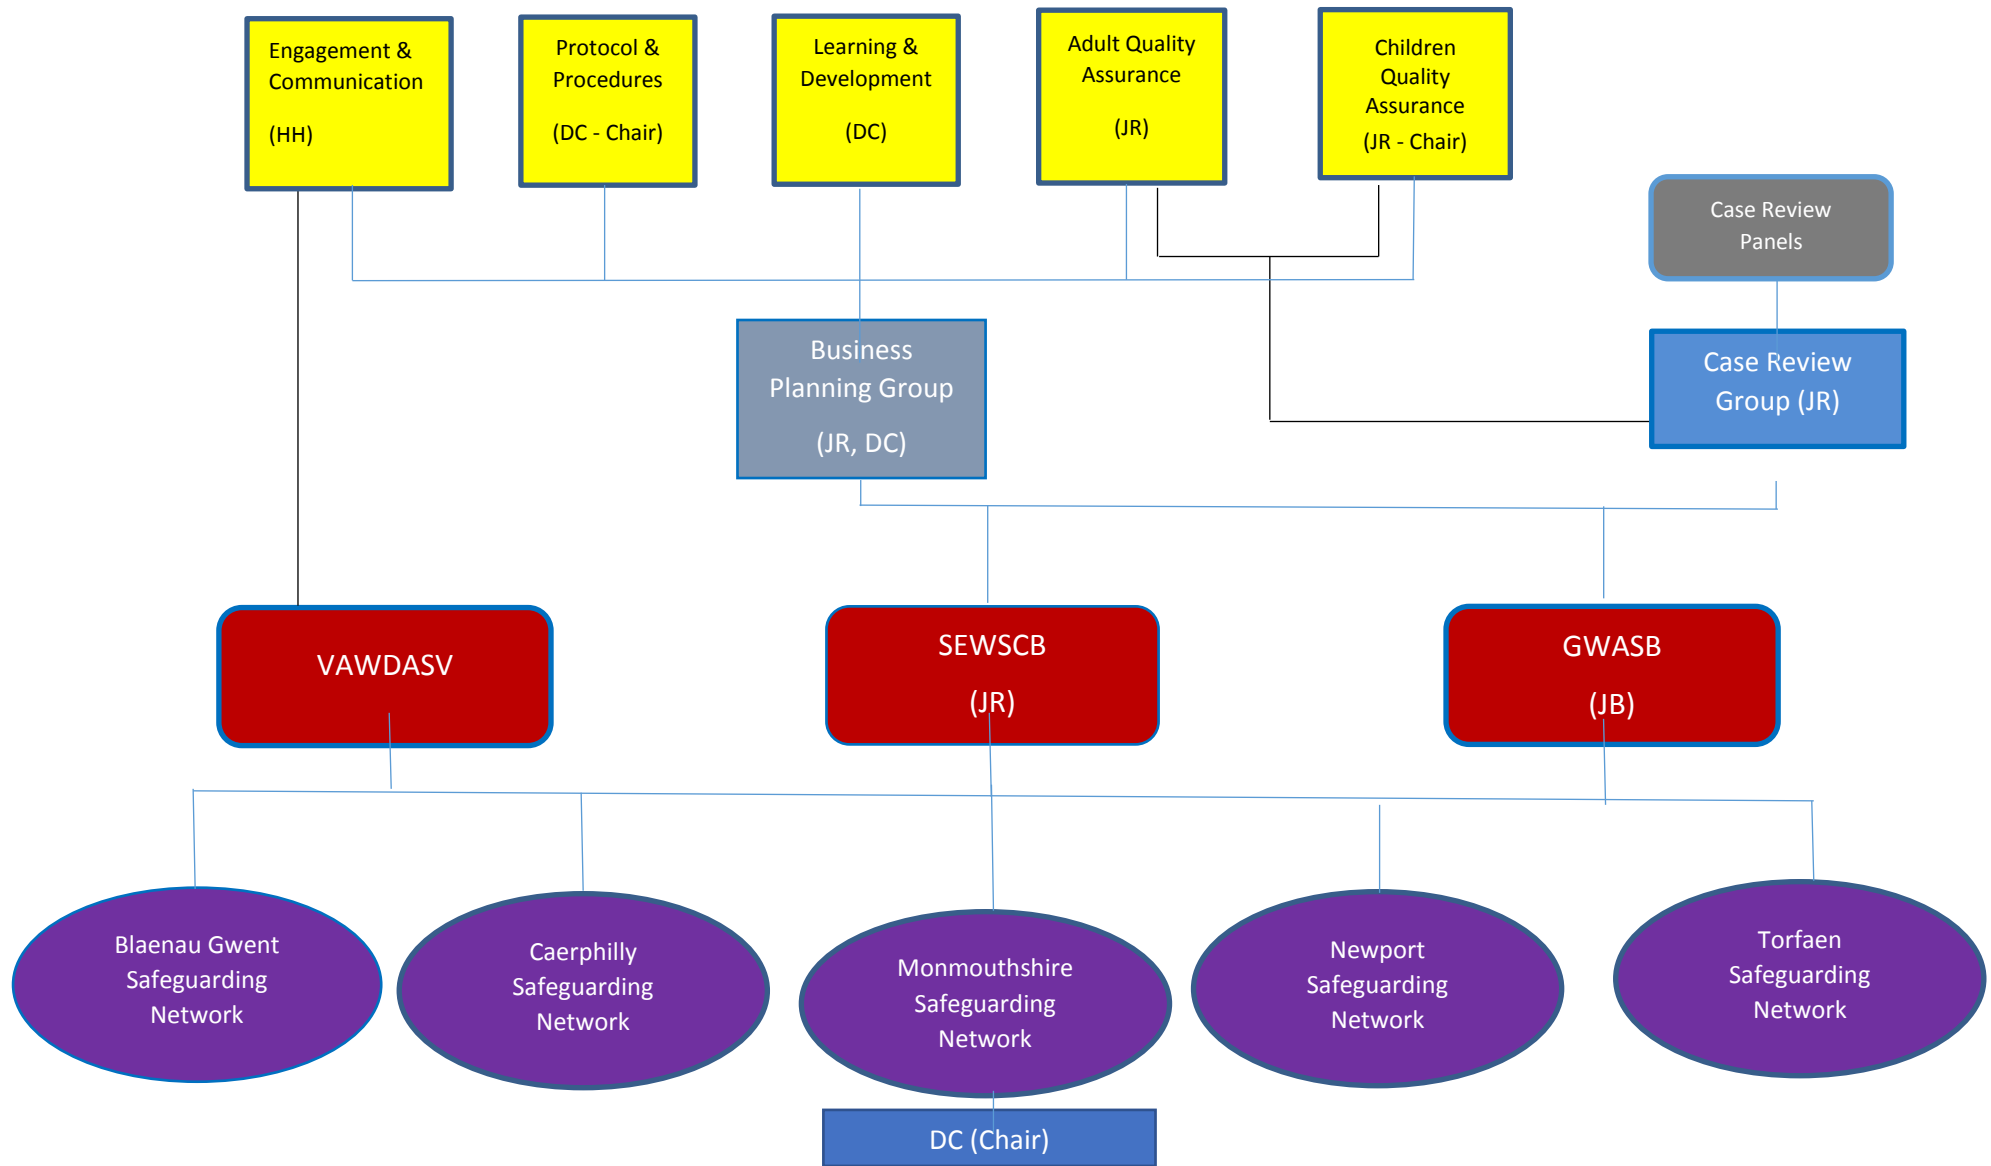 Engagement &
Communication
(HH)
Protocol &
Procedures
(DC - Chair)
Learning &
Development
(DC)
Adult Quality
Assurance
(JR)
Children
Quality
Assurance
(JR - Chair)
Case Review
Panels
Business
Planning Group
(JR, DC)
Case Review
Group (JR)
VAWDASV
SEWSCB
(JR)
GWASB
(JB)
Blaenau Gwent
Safeguarding
Network
Caerphilly
Safeguarding
Network
Monmouthshire
Safeguarding
Network
Newport
Safeguarding
Network
Torfaen
Safeguarding
Network
DC (Chair)